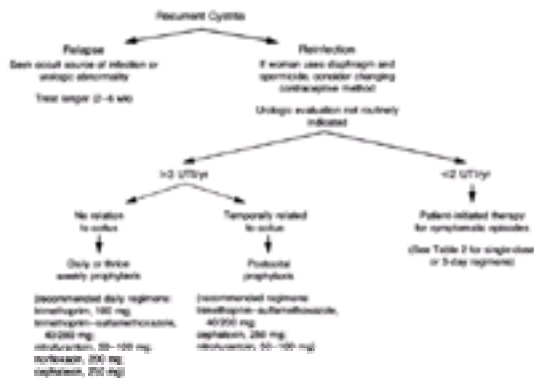 Recurrent Cystitis
Relapse
Seek occult source of infection or
urologic abnormality
Treat longer (2–6 wk)
Reinfection
If woman uses diaphragm and
spermicide, consider changing
contraceptive method
Urologic evaluation not routinely
indicated
UTI/yr
No relation
to coitus
Daily or thrice
weekly prophylaxis
(recommended daily regimens:
trimethoprim, 100 mg;
trimethoprim–sulfamethoxazole,
40/200 mg;
nitrofurantoin, 50–100 mg;
norfloxacin, 200 mg;
cephalexin, 250 mg)
Temporally related
to coitus
Postcoital
prophylaxis
(recommended regimens:
trimethoprim–sulfamethoxazole,
40/200 mg;
cephalexin, 250 mg;
nitrofurantoin, 50–100 mg)
UTI/yr
Patient-initiated therapy
for symptomatic episodes
(See Table 2 for single-dose
or 3-day regimens)